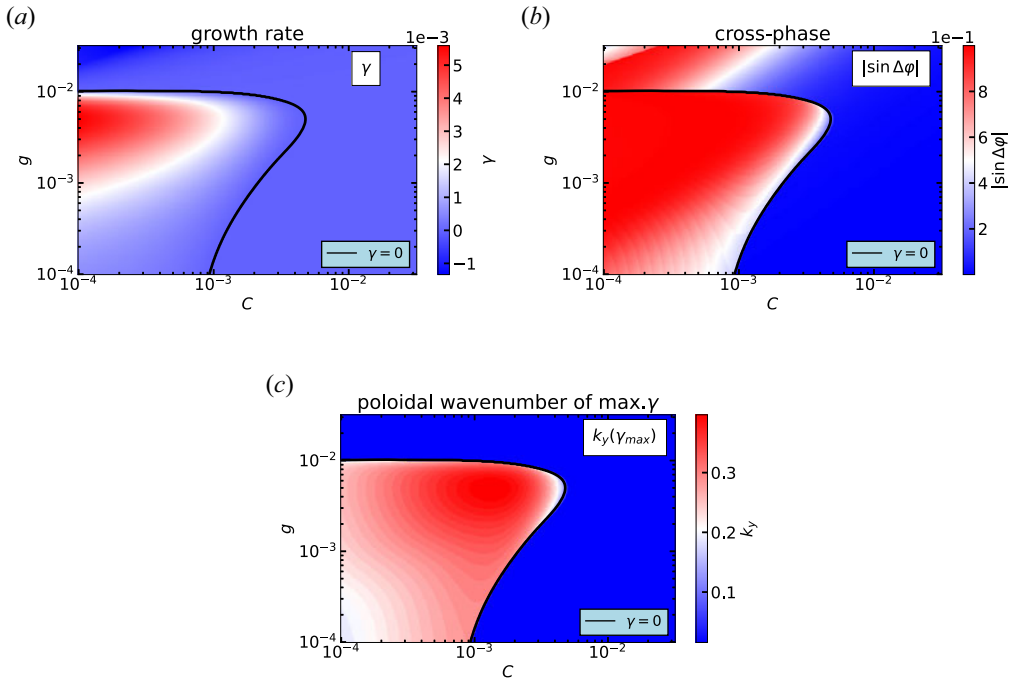 (a)
growth rate
1e−3
γ
10⁻²
10⁻³
10⁻⁴
g
10⁻⁴
10⁻³
10⁻²
C
γ = 0
5
4
3
2
1
0
−1
γ
(b)
cross-phase
1e−1
|sin Δφ|
10⁻²
10⁻³
10⁻⁴
g
10⁻⁴
10⁻³
10⁻²
C
γ = 0
8
6
4
2
|sin Δφ|
(c)
poloidal wavenumber of max.γ
k_y(γ_max)
10⁻²
10⁻³
10⁻⁴
g
10⁻⁴
10⁻³
10⁻²
C
γ = 0
0.3
0.2
0.1
k_y